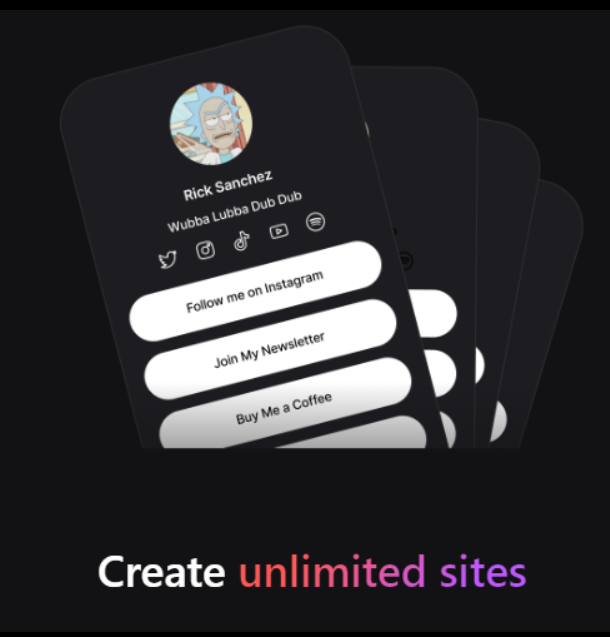 Rick Sanchez
Wubba Lubba Dub Dub
Follow me on Instagram
Join My Newsletter
Buy Me a Coffee
Create unlimited sites